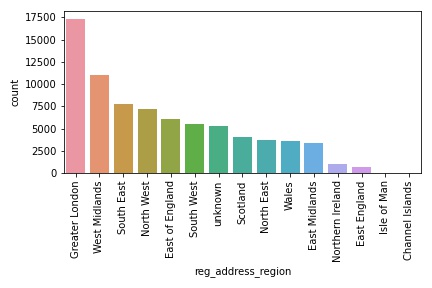 17500
15000
12500
10000
7500
5000
2500
0
count
Greater London
West Midlands
South East
North West
East of England
South West
unknown
Scotland
North East
Wales
East Midlands
Northern Ireland
East England
Isle of Man
Channel Islands
reg_address_region